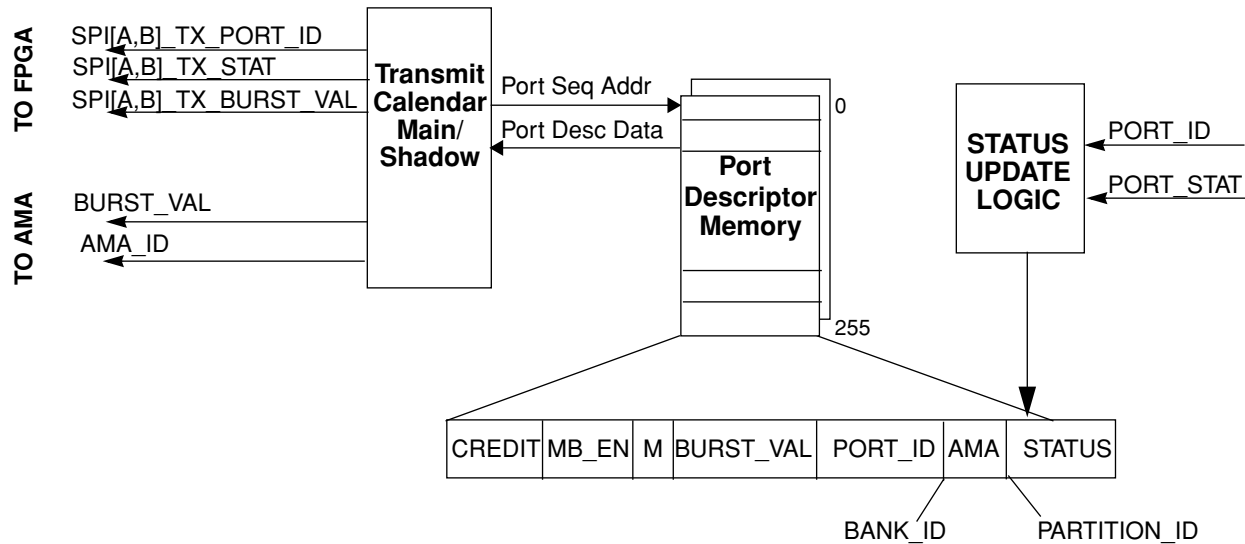 TO FPGA
SPI[A,B]_TX_PORT_ID
SPI[A,B]_TX_STAT
SPI[A,B]_TX_BURST_VAL
TO AMA
BURST_VAL
AMA_ID
Transmit
Calendar
Main/
Shadow
Port Seq Addr
Port Desc Data
0
Port
Descriptor
Memory
255
STATUS
UPDATE
LOGIC
PORT_ID
PORT_STAT
CREDIT MB_EN M BURST_VAL PORT_ID AMA STATUS
BANK_ID PARTITION_ID